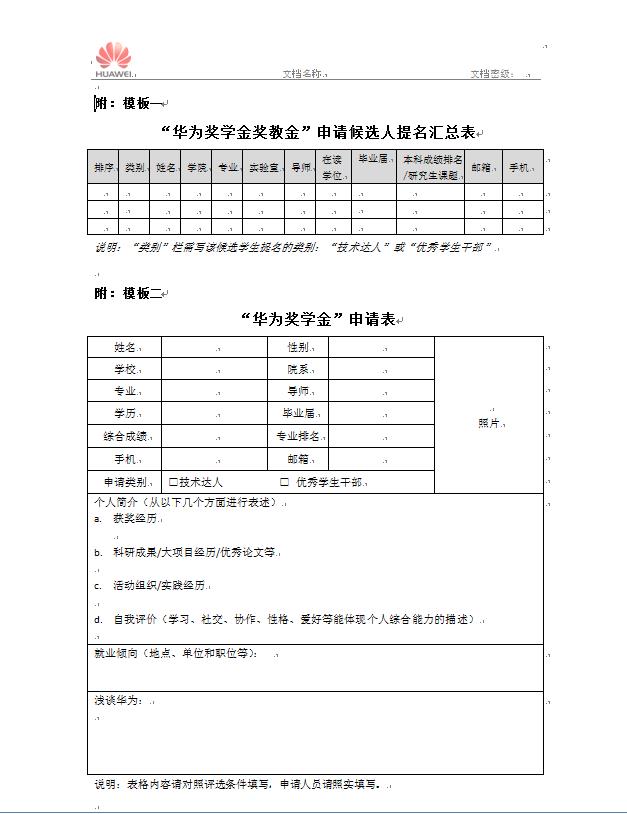 HUAWEI
文档名称 文档密级：
附：模板一
“华为奖学金奖教金”申请候选人提名汇总表
排序 类别 姓名 学院 专业 实验室 导师 在读学位 毕业届 本科成绩排名/研究生课题 邮箱 手机
说明：“类别”栏需写该候选学生提名的类别：“技术达人”或“优秀学生干部”
附：模板二
“华为奖学金”申请表
姓名 性别
学校 院系
专业 导师
照片
学历 毕业届
综合成绩 专业排名
手机 邮箱
申请类别 □技术达人 □ 优秀学生干部
个人简介（从以下几个方面进行表述）
a. 获奖经历
b. 科研成果/大项目经历/优秀论文等
c. 活动组织/实践经历
d. 自我评价（学习、社交、协作、性格、爱好等能体现个人综合能力的描述）
就业倾向（地点、单位和职位等）：
浅谈华为：
说明：表格内容请对照评选条件填写，申请人员请照实填写。